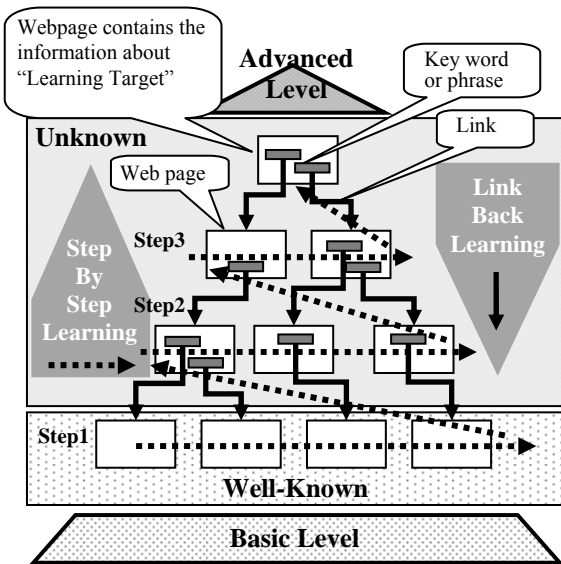 Webpage contains the
information about
“Learning Target”
Advanced
Level
Key word
or phrase
Link
Unknown
Web page
Link
Back
Learning
Step
By
Step
Learning
Step3
Step2
Step1
Well-Known
Basic Level